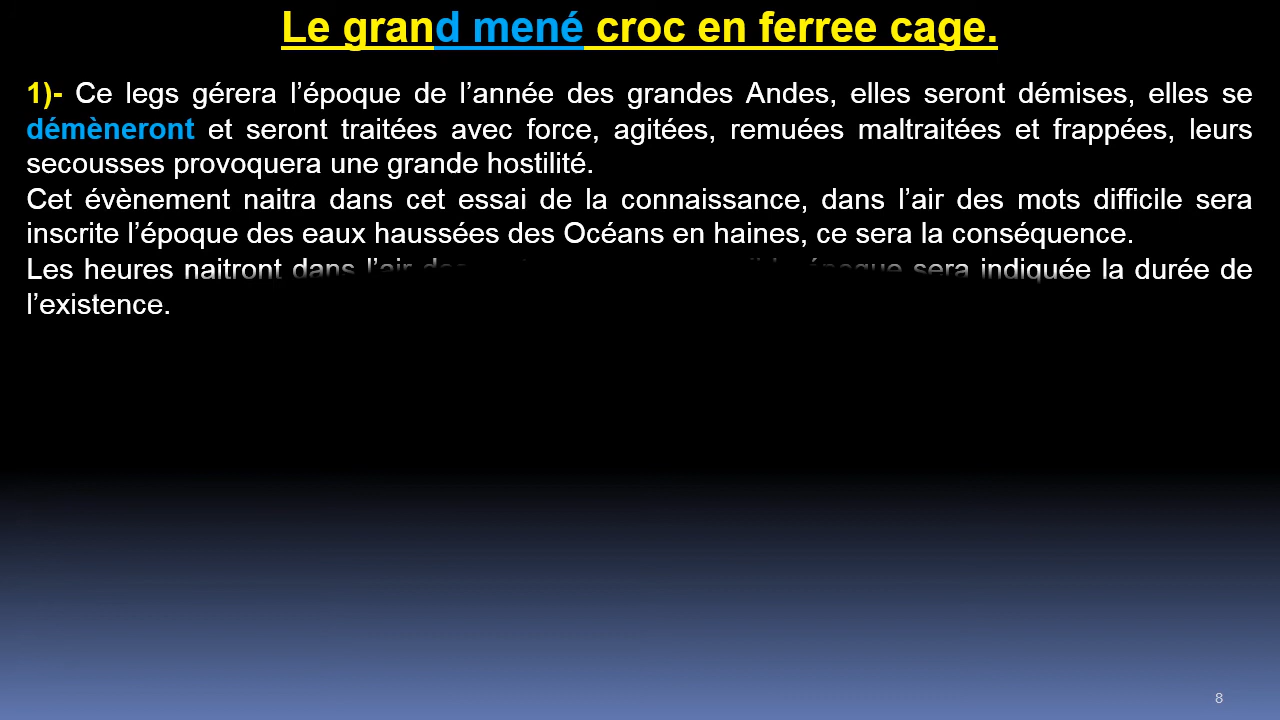 Le grand mené croc en ferree cage.
1)- Ce legs gérera l’époque de l’année des grandes Andes, elles seront démises, elles se
démèneront et seront traitées avec force, agitées, remuées maltraitées et frappées, leurs
secousses provoquera une grande hostilité.
Cet évènement naitra dans cet essai de la connaissance, dans l’air des mots difficile sera
inscrite l’époque des eaux haussées des Océans en haines, ce sera la conséquence.
Les heures naitront dans l’air des époque sera indiquée la durée de
l’existence.
8